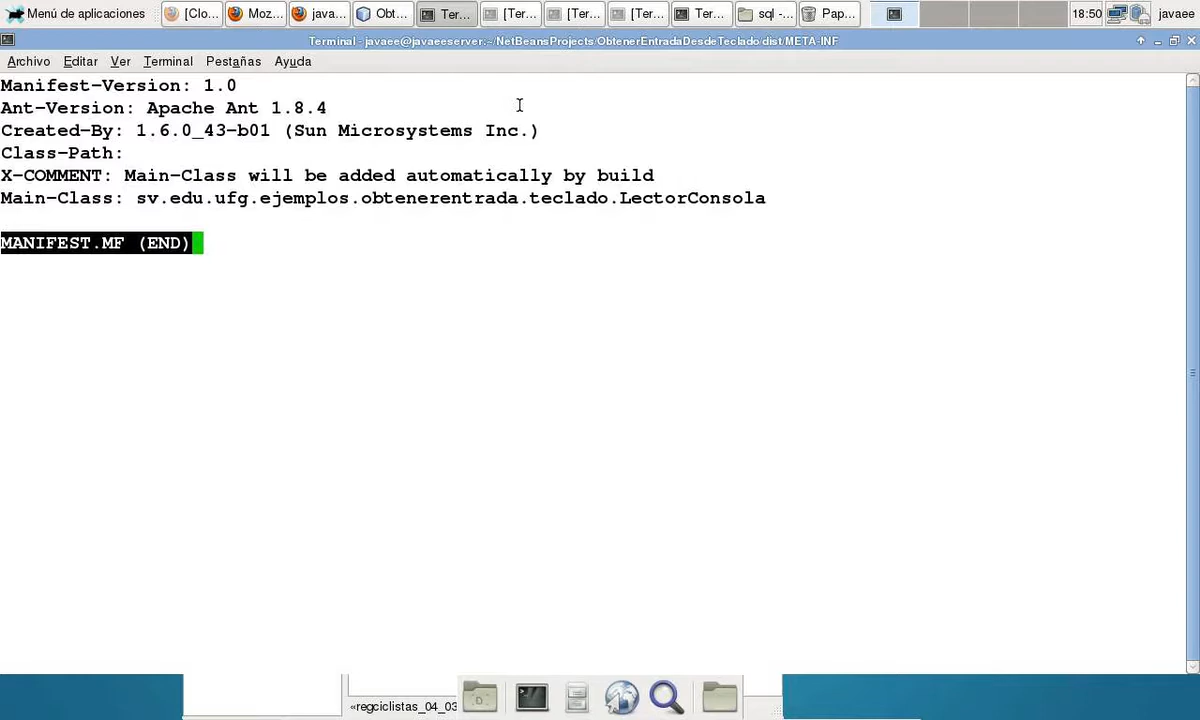 Menú de aplicaciones
[Clo...
Moz...
java...
Obt...
Ter...
[Ter...
[Ter...
[Ter...
Ter...
sql -...
Pap...
18:50
javaee
Terminal - javaee@javaeeserver:~/NetBeansProjects/ObtenerEntradaDesdeTeclado/dist/META-INF
Archivo Editar Ver Terminal Pestañas Ayuda
Manifest-Version: 1.0
Ant-Version: Apache Ant 1.8.4
Created-By: 1.6.0_43-b01 (Sun Microsystems Inc.)
Class-Path:
X-COMMENT: Main-Class will be added automatically by build
Main-Class: sv.edu.ufg.ejemplos.obtenerentrada.teclado.LectorConsola
MANIFEST.MF (END)
«regciclistas_04_03